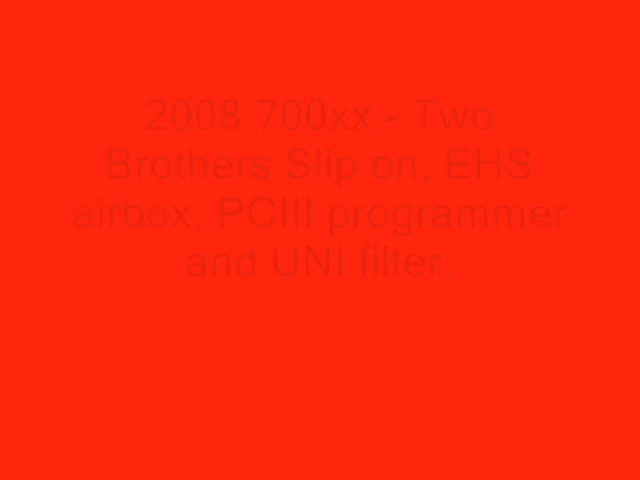 2008 700xx - Two
Brothers Slip on, EHS
airbox, PCIII programmer
and UNI filter.